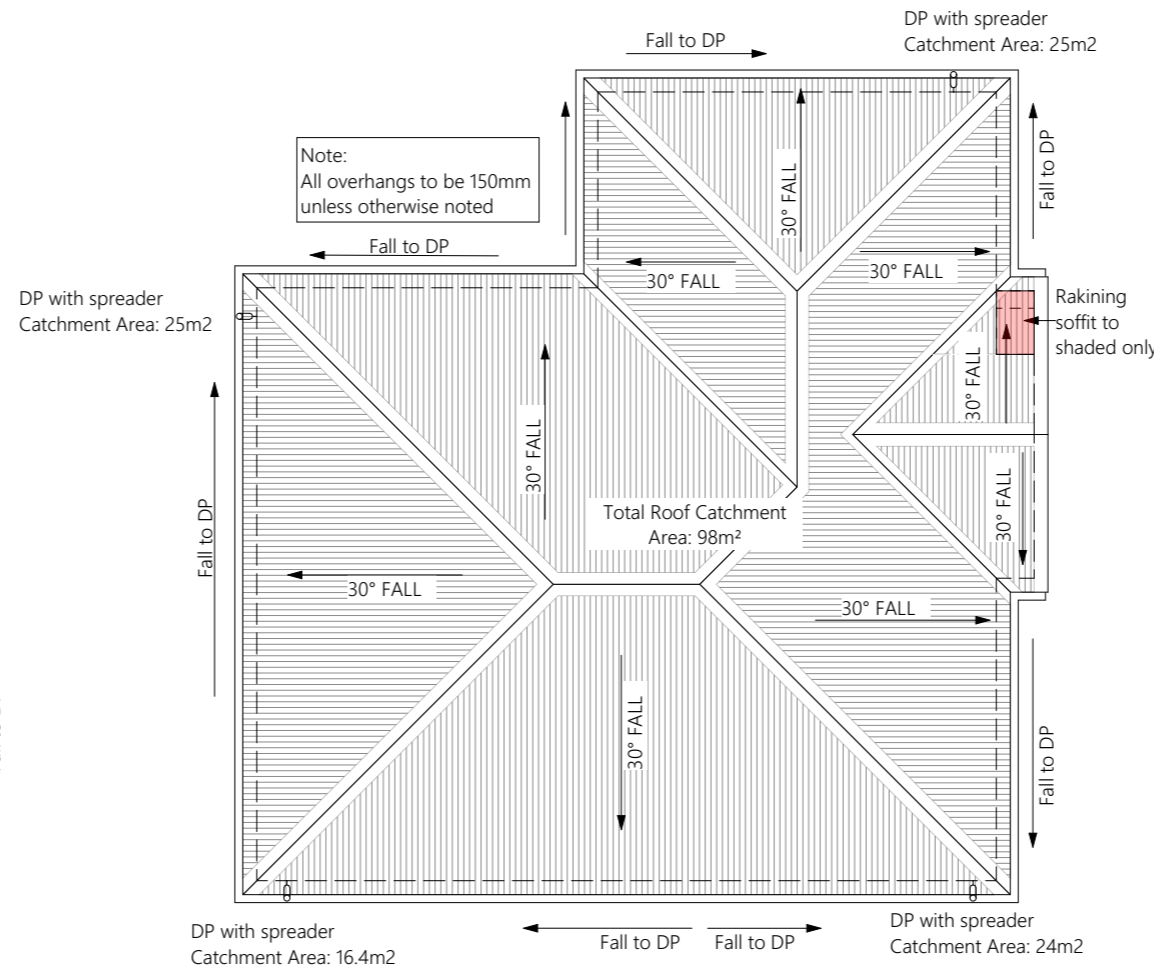 DP with spreader
Catchment Area: 25m2
Fall to DP
Note:
All overhangs to be 150mm
unless otherwise noted
Fall to DP
30° FALL
Fall to DP
30° FALL
30° FALL
DP with spreader
Catchment Area: 25m2
Rakining
soffit to
shaded only
30° FALL
30° FALL
30° FALL
Total Roof Catchment
Area: 98m²
Fall to DP
30° FALL
30° FALL
30° FALL
Fall to DP
DP with spreader
Catchment Area: 16.4m2
Fall to DP
Fall to DP
DP with spreader
Catchment Area: 24m2